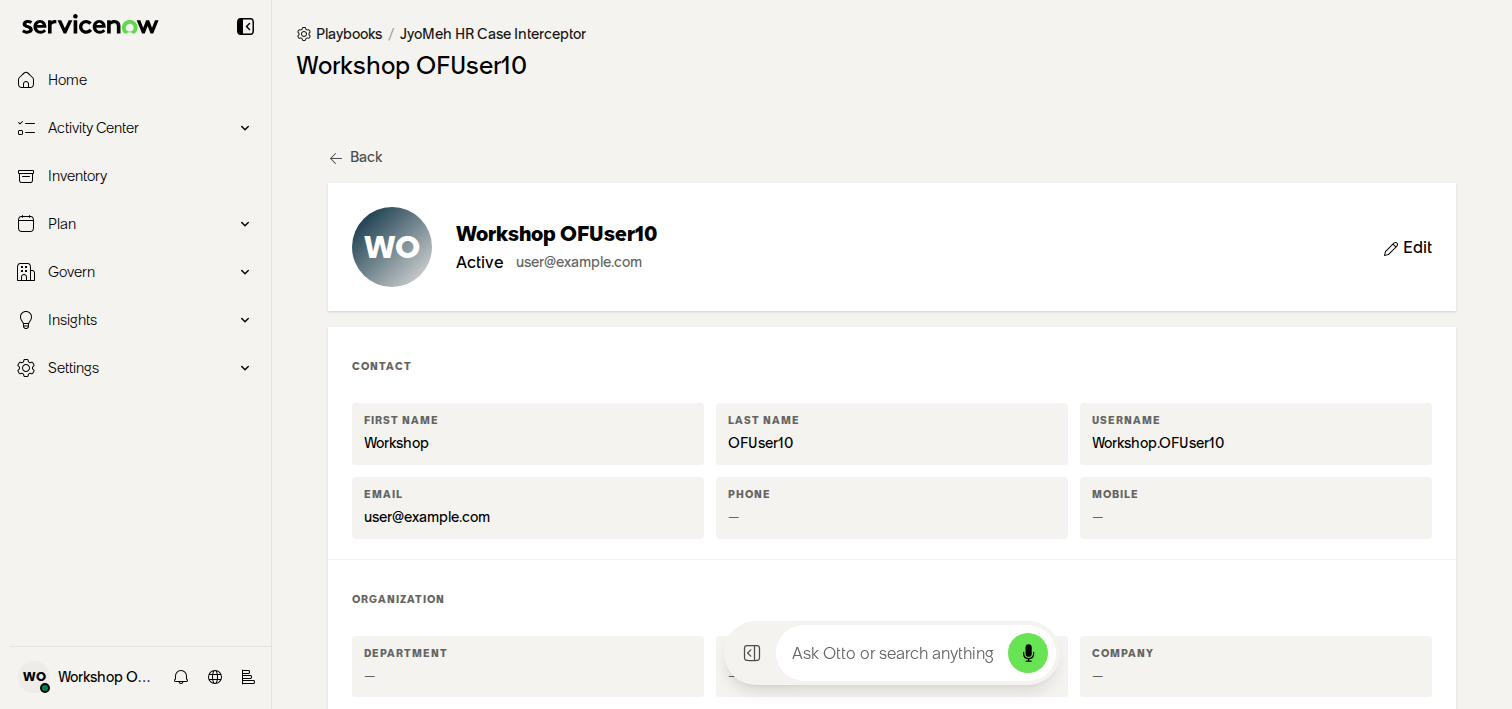 servicenow
Home
Activity Center
Inventory
Plan
Govern
Insights
Settings
WO Workshop O...
Playbooks / JyoMeh HR Case Interceptor
Workshop OFUser10
Back
WO
Workshop OFUser10
Active user@example.com
Edit
CONTACT
FIRST NAME
Workshop
LAST NAME
OFUser10
USERNAME
Workshop.OFUser10
EMAIL
user@example.com
PHONE
—
MOBILE
—
ORGANIZATION
DEPARTMENT
—
COMPANY
—
Ask Otto or search anything